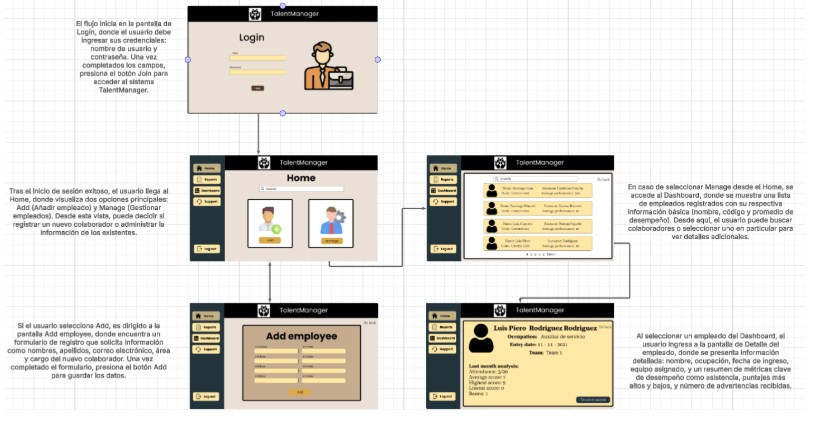 El flujo inicia en la pantalla de
Login, donde el usuario debe
ingresar sus credenciales:
nombre de usuario y
contraseña. Una vez
completados los campos,
presiona el botón Join para
acceder al sistema
TalentManager.
TalentManager
Login
Tras el inicio de sesión exitoso, el usuario llega al
Home, donde visualiza dos opciones principales:
Add (Añadir empleado) y Manage (Gestionar
empleados). Desde esta vista, puede decidir si
registrar un nuevo colaborador o administrar la
información de los existentes.
TalentManager
Home
Reports
Dashboard
Support
Logout
Home
Search
TalentManager
Home
Reports
Dashboard
Support
Logout
Search
Go back
En caso de seleccionar Manage desde el Home, se
accede al Dashboard, donde se muestra una lista
de empleados registrados con su respectiva
información básica (nombre, código y promedio de
desempeño). Desde aquí, el usuario puede buscar
colaboradores o seleccionar uno en particular para
ver detalles adicionales.
Si el usuario selecciona Add, es dirigido a la
pantalla Add employee, donde encuentra un
formulario de registro que solicita información
como nombres, apellidos, correo electrónico, área
y cargo del nuevo colaborador. Una vez
completado el formulario, presiona el botón Add
para guardar los datos.
TalentManager
Home
Reports
Dashboard
Support
Logout
Go back
Add employee
Add
TalentManager
Home
Reports
Dashboard
Support
Logout
Go back
Luis Piero Rodriguez Rodriguez
Occupation: Auxiliar de servicio
Entry date: 11 - 11 - 2021
Team: Team 1
Last month analysis:
Attendance: 3/30
Average score: 7
Highest score: 9
Lowest score: 0
Al seleccionar un empleado del Dashboard, el
usuario ingresa a la pantalla de Detalle del
empleado, donde se presenta información
detallada: nombre, ocupación, fecha de ingreso,
equipo asignado, y un resumen de métricas clave
de desempeño como asistencia, puntajes más
altos y bajos, y número de advertencias recibidas.